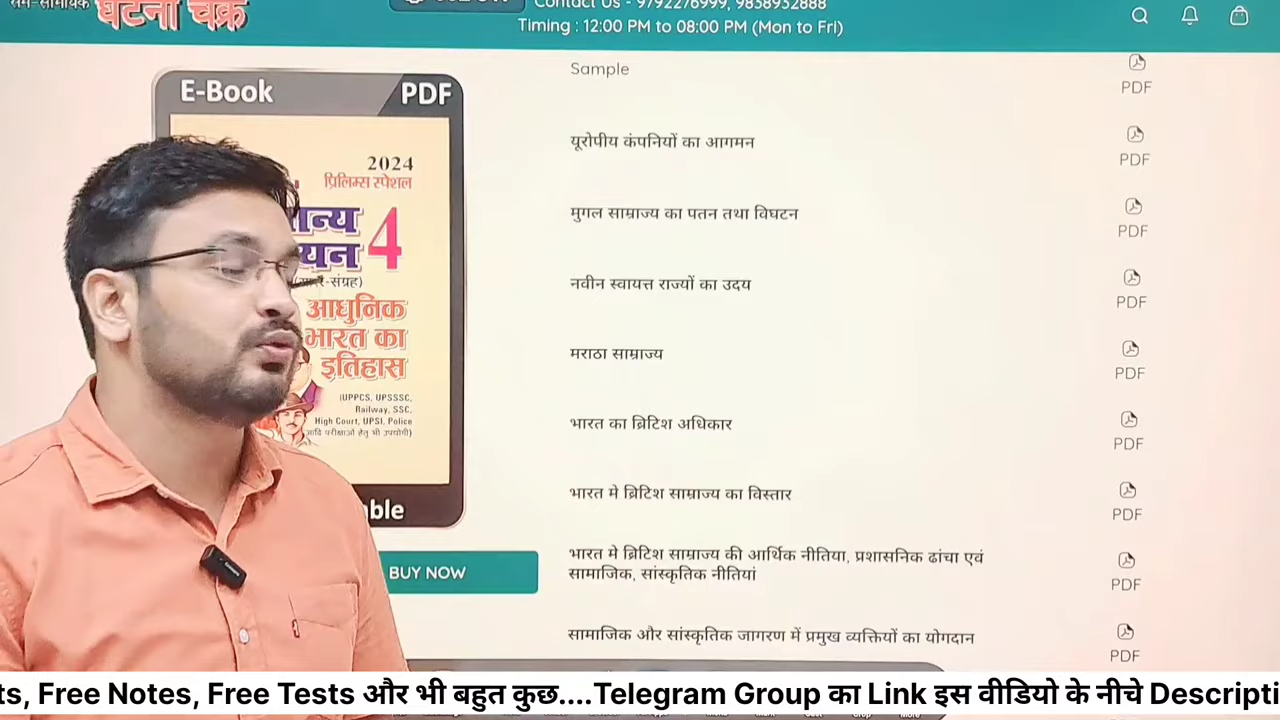 सम-सामायिक घटना चक्र
Contact Us - 9792276999, 9838932888
Timing : 12:00 PM to 08:00 PM (Mon to Fri)
E-Book PDF
2024
प्रिलिम्स स्पेशल
4
आधुनिक
भारत का
इतिहास
(UPPCS, UPSSSC,
Railway, SSC,
High Court, UPSI, Police
आदि परीक्षाओं हेतु भी उपयोगी)
BUY NOW
Sample
PDF
यूरोपीय कंपनियों का आगमन
PDF
मुगल साम्राज्य का पतन तथा विघटन
PDF
नवीन स्वायत्त राज्यों का उदय
PDF
मराठा साम्राज्य
PDF
भारत का ब्रिटिश अधिकार
PDF
भारत मे ब्रिटिश साम्राज्य का विस्तार
PDF
भारत मे ब्रिटिश साम्राज्य की आर्थिक नीतिया, प्रशासनिक ढांचा एवं
सामाजिक, सांस्कृतिक नीतियां
PDF
सामाजिक और सांस्कृतिक जागरण में प्रमुख व्यक्तियों का योगदान
PDF
ts, Free Notes, Free Tests और भी बहुत कुछ....Telegram Group का Link इस वीडियो के नीचे Descripti